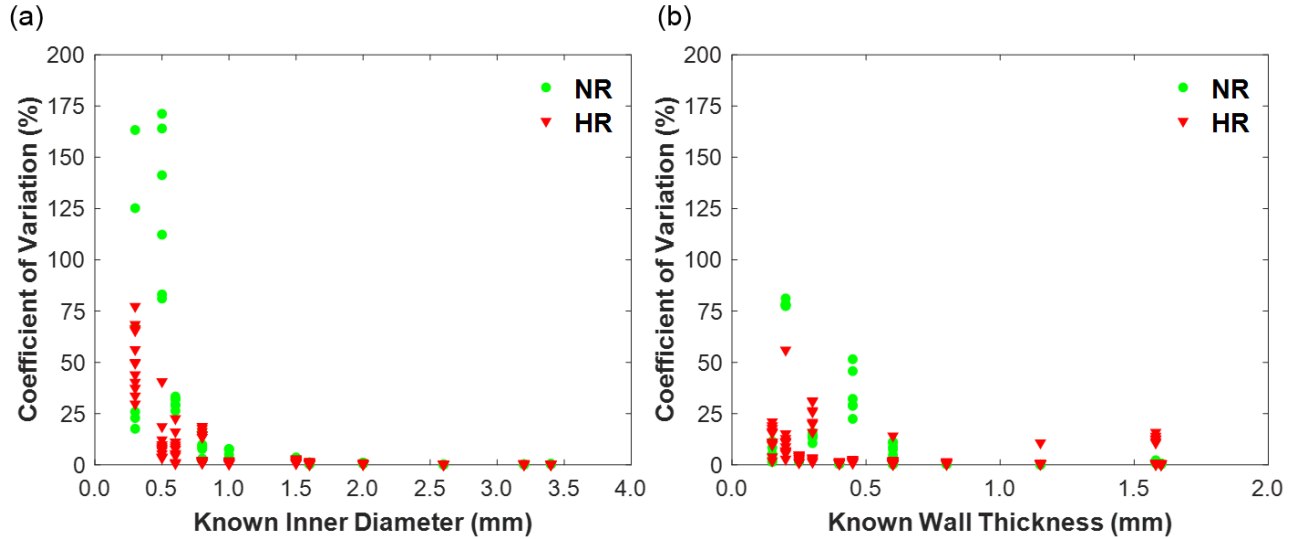 (a)
200
175
150
125
100
75
50
25
0
Coefficient of Variation (%)
NR
HR
0.0 0.5 1.0 1.5 2.0 2.5 3.0 3.5 4.0
Known Inner Diameter (mm)
(b)
200
175
150
125
100
75
50
25
0
Coefficient of Variation (%)
NR
HR
0.0 0.5 1.0 1.5 2.0
Known Wall Thickness (mm)